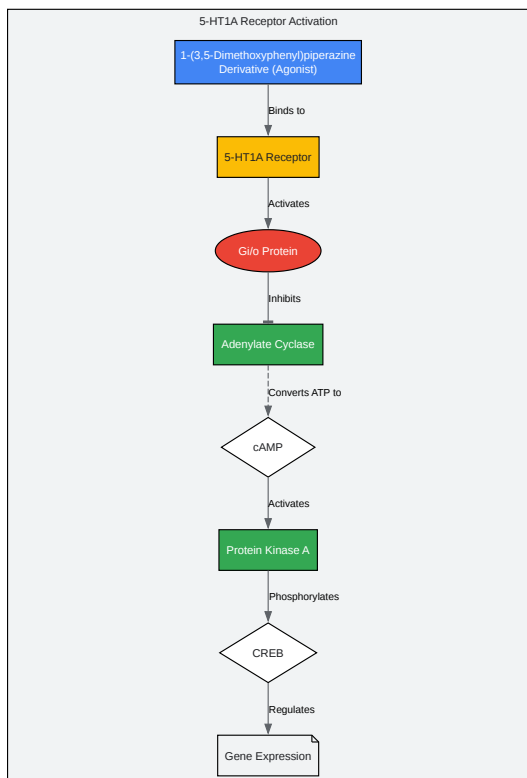 5-HT1A Receptor Activation
1-(3,5-Dimethoxyphenyl)piperazine
Derivative (Agonist)
Binds to
5-HT1A Receptor
Activates
Gi/o Protein
Inhibits
Adenylate Cyclase
Converts ATP to
cAMP
Activates
Protein Kinase A
Phosphorylates
CREB
Regulates
Gene Expression